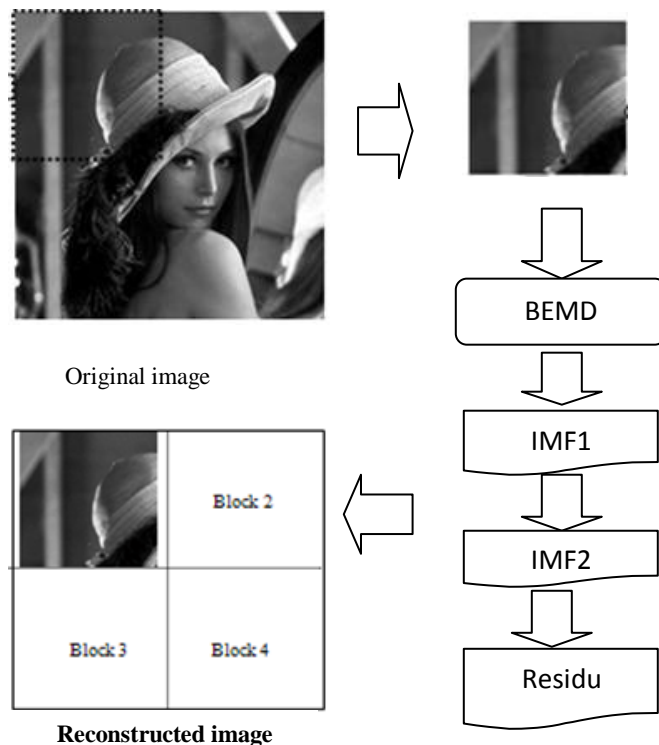 BEMD
Original image
IMF1
Block 2
IMF2
Block 3
Block 4
Residu
Reconstructed image